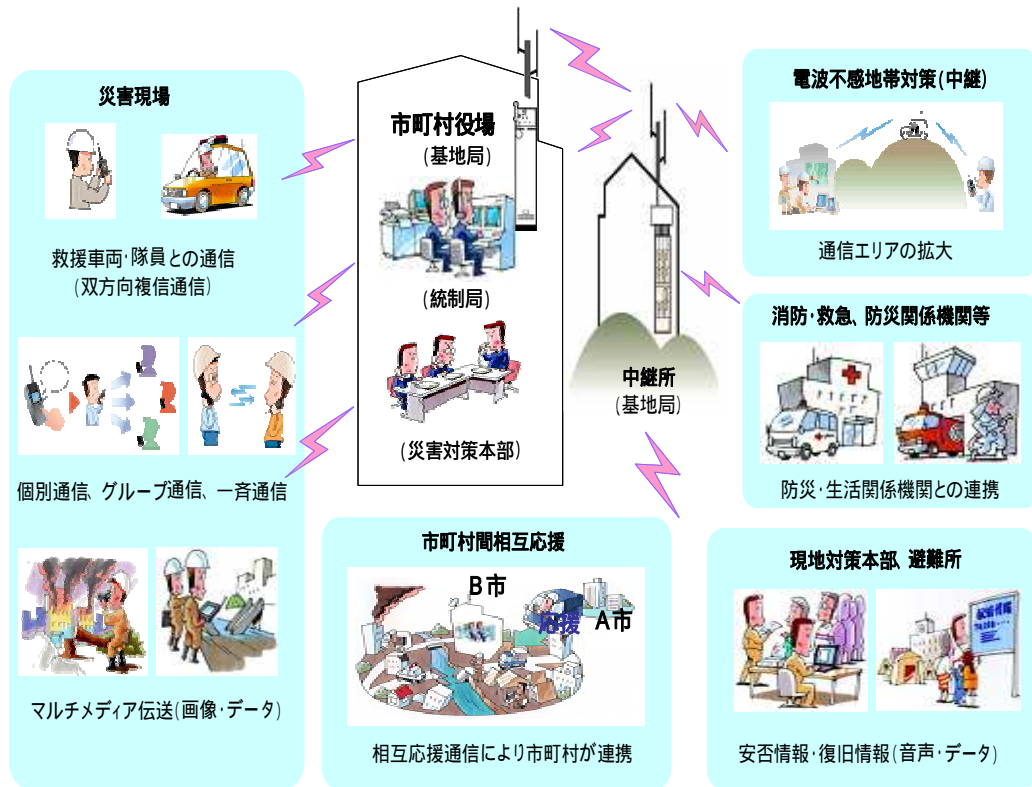 災害現場
救援車両・隊員との通信
(双方向複信通信)
個別通信、グループ通信、一斉通信
マルチメディア伝送(画像・データ)
市町村役場
(基地局)
(統制局)
(災害対策本部)
中継所
(基地局)
市町村間相互応援
B市
応援
A市
相互応援通信により市町村が連携
電波不感地帯対策(中継)
通信エリアの拡大
消防・救急、防災関係機関等
防災・生活関係機関との連携
現地対策本部、避難所
安否情報・復旧情報(音声・データ)